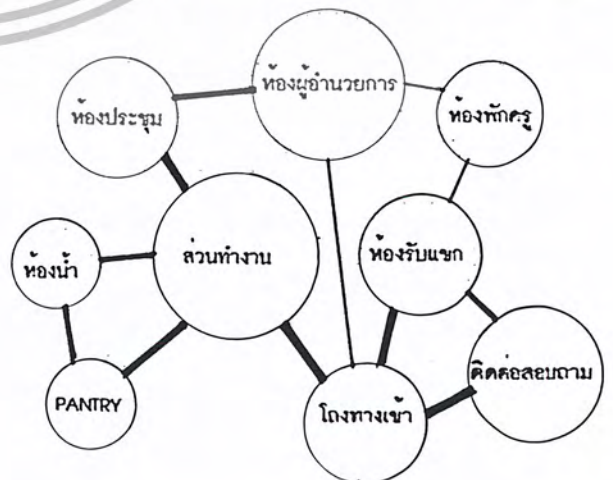 ห้องผู้อำนวยการ
ห้องประชุม
ห้องพักครู
ส่วนทำงาน
ห้องรับแขก
ห้องน้ำ
ติดต่อสอบถาม
PANTRY
โถงทางเข้า